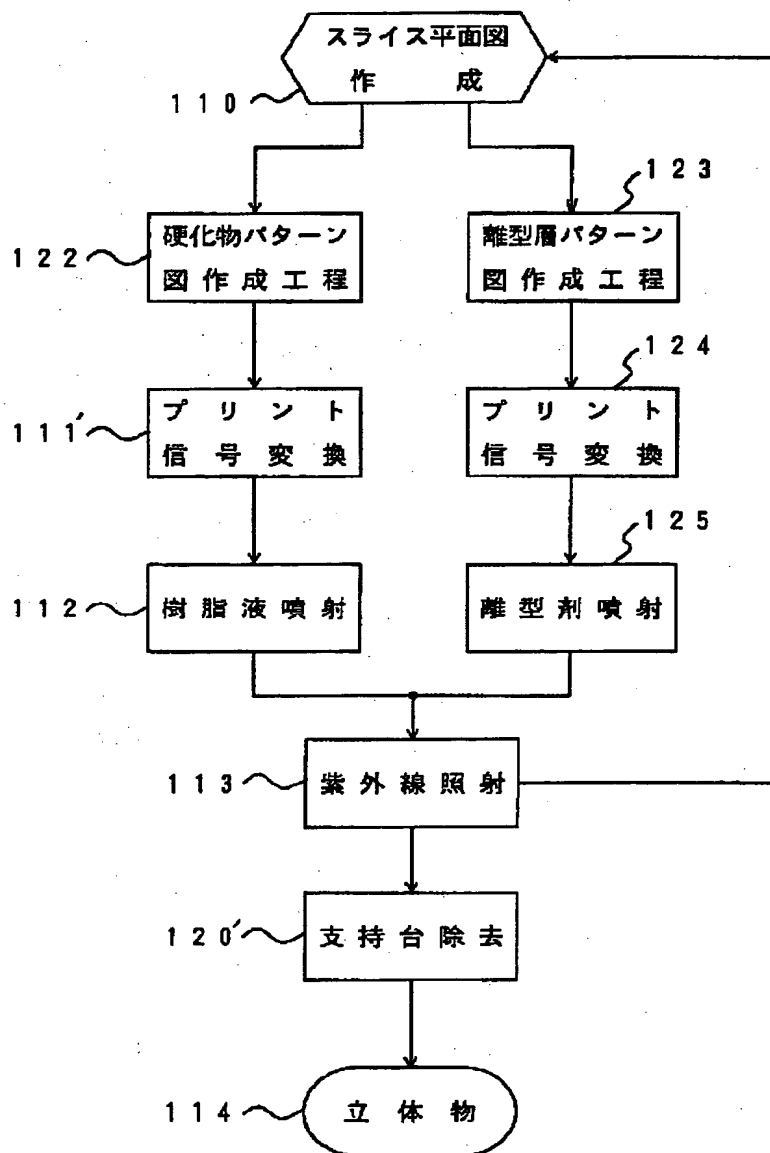 スライス平面図
作成
110
123
硬化物パターン
図作成工程
122
離型層パターン
図作成工程
124
プリント
信号変換
111′
プリント
信号変換
125
112
樹脂液噴射
離型剤噴射
113
紫外線照射
120′
支持台除去
114
立体物